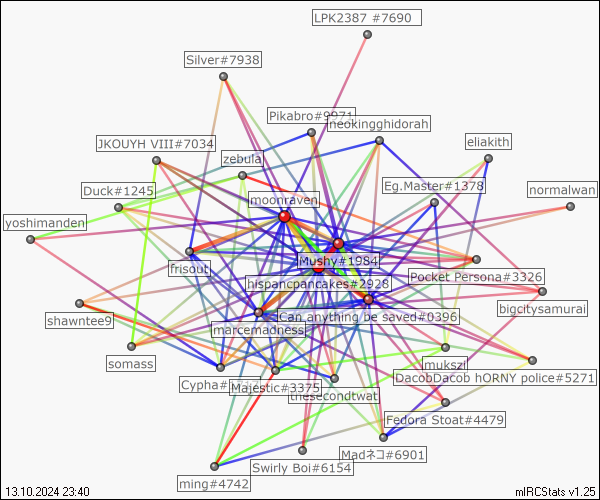 LPK2387 #7690
Silver#7938
Pikabro#9971
neokingghidorah
JKOUYH VIII#7034
zebula
eliakith
Duck#1245
moonraven
Eg.Master#1378
normalwan
yoshimanden
Mushy#1984
frisout
hispancpancakes#2928
Pocket Persona#3326
bigcitysamurai
shawntee9
Can_anything be saved#0396
marcemadness
somass
mukszi
Cypha#
Majestic#3375
DacobDacob hORNY police#5271
thesecondtwat
Fedora Stoat#4479
Madネコ#6901
Swirly Boi#6154
ming#4742
13.10.2024 23:40
mIRCStats v1.25